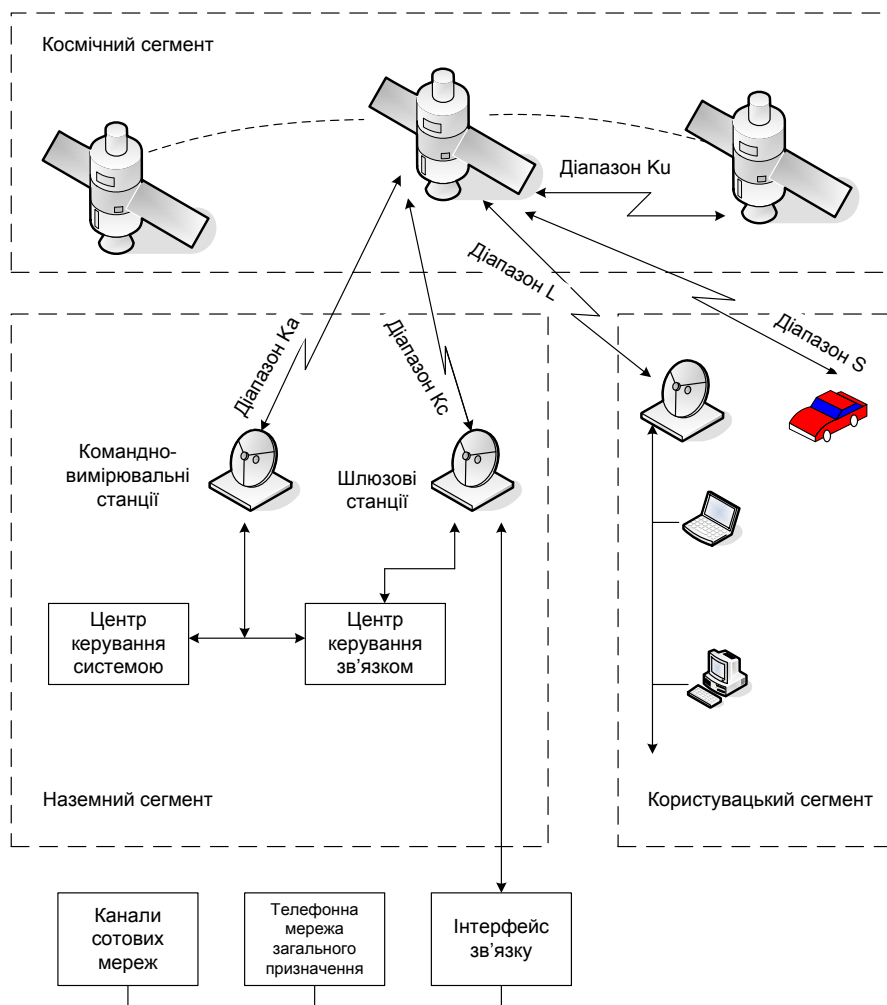 Космічний сегмент
Діапазон Ku
Діапазон L
Діапазон S
Діапазон Ka
Діапазон Kc
Командно-
вимірювальні
станції
Шлюзові
станції
Центр
керування
системою
Центр
керування
зв’язком
Наземний сегмент
Користувацький сегмент
Канали
сотових
мереж
Телефонна
мережа
загального
призначення
Інтерфейс
зв’язку